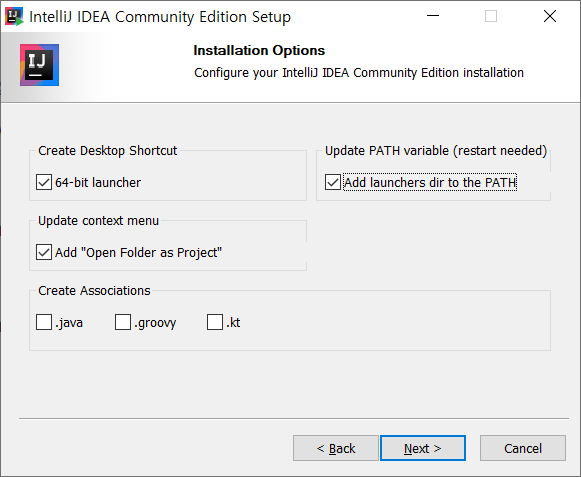 IntelliJ IDEA Community Edition Setup
IJ
Installation Options
Configure your IntelliJ IDEA Community Edition installation
Create Desktop Shortcut
64-bit launcher
Update PATH variable (restart needed)
Add launchers dir to the PATH
Update context menu
Add "Open Folder as Project"
Create Associations
.java .groovy .kt
< Back Next > Cancel